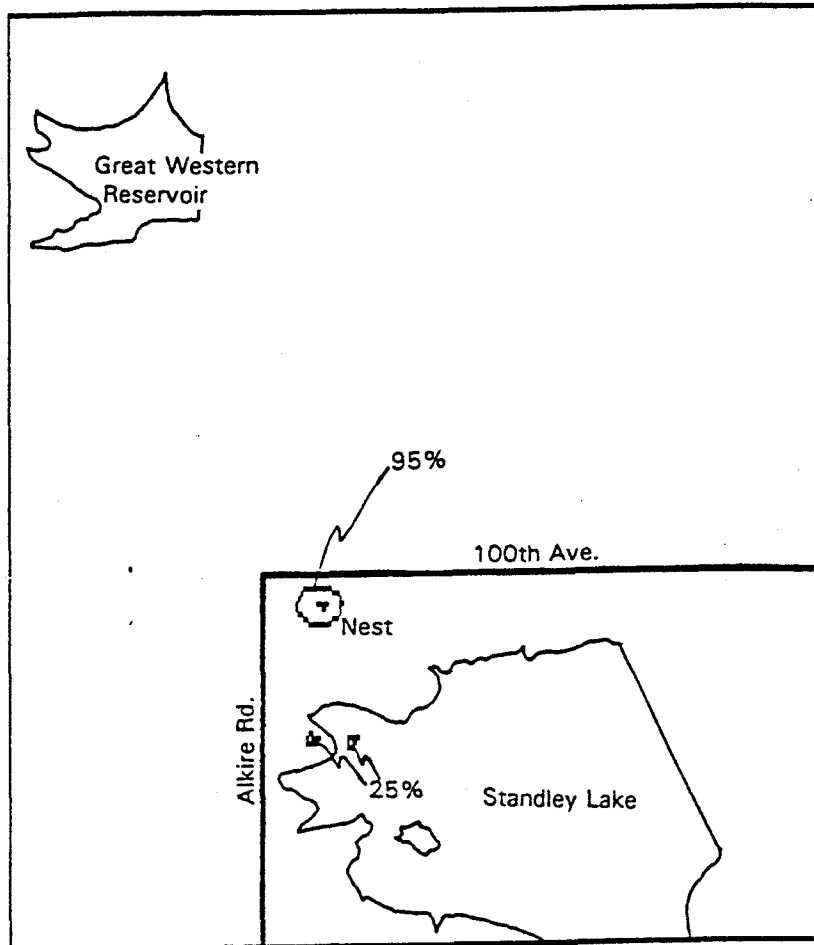 Great Western
Reservoir
95%
100th Ave.
Nest
Alkire Rd.
25%
Standley Lake